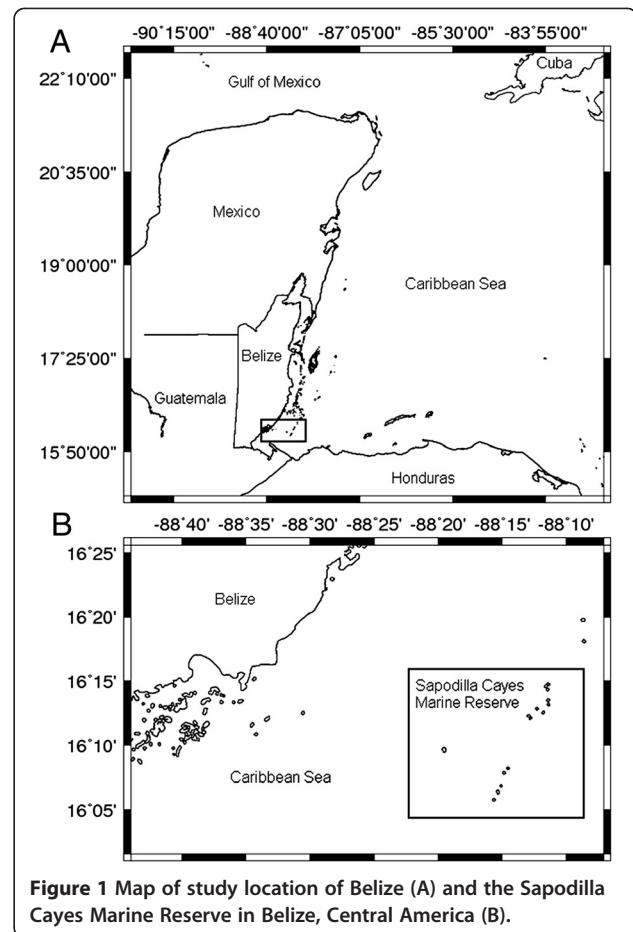 A
-90˚15'00" -88˚40'00" -87˚05'00" -85˚30'00" -83˚55'00"
22˚10'00"
20˚35'00"
19˚00'00"
17˚25'00"
15˚50'00"
Gulf of Mexico
Cuba
Mexico
Caribbean Sea
Belize
Guatemala
Honduras
B
-88˚40' -88˚35' -88˚30' -88˚25' -88˚20' -88˚15' -88˚10'
16˚25'
16˚20'
16˚15'
16˚10'
16˚05'
Belize
Sapodilla Cayes
Marine Reserve
Caribbean Sea
Figure 1 Map of study location of Belize (A) and the Sapodilla
Cayes Marine Reserve in Belize, Central America (B).